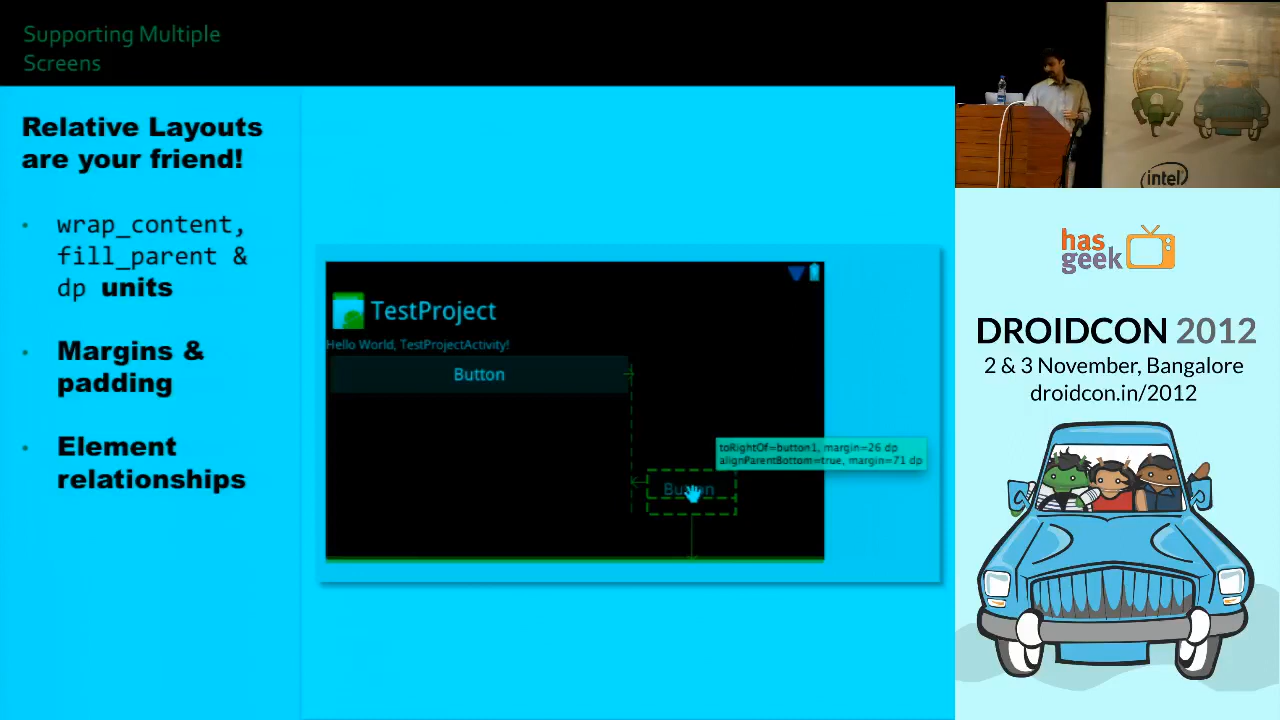 Supporting Multiple
Screens
Relative Layouts
are your friend!
• wrap_content,
fill_parent &
dp units
• Margins &
padding
• Element
relationships
TestProject
Hello World, TestProjectActivity!
Button
toRightOf=button1, margin=26 dp
alignParentBottom=true, margin=71 dp
Button
intel
has
geek
DROIDCON 2012
2 & 3 November, Bangalore
droidcon.in/2012